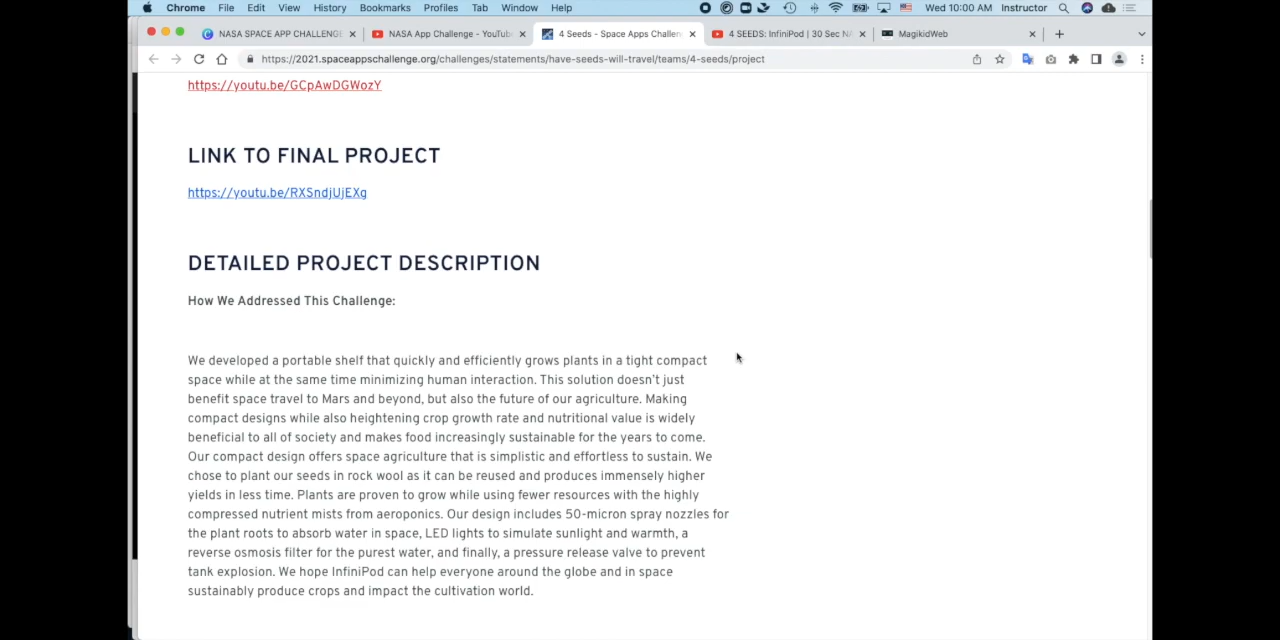 Chrome File Edit View History Bookmarks Profiles Tab Window Help Wed 10:00 AM Instructor
NASA SPACE APP CHALLENGE NASA App Challenge - YouTub 4 Seeds - Space Apps Challen 4 SEEDS: InfiniPod | 30 Sec N MagikidWeb
https://2021.spaceappschallenge.org/challenges/statements/have-seeds-will-travel/teams/4-seeds/project
https://youtu.be/GCpAwDGWozY
LINK TO FINAL PROJECT
https://youtu.be/RXSndjUjEXg
DETAILED PROJECT DESCRIPTION
How We Addressed This Challenge:
We developed a portable shelf that quickly and efficiently grows plants in a tight compact
space while at the same time minimizing human interaction. This solution doesn't just
benefit space travel to Mars and beyond, but also the future of our agriculture. Making
compact designs while also heightening crop growth rate and nutritional value is widely
beneficial to all of society and makes food increasingly sustainable for the years to come.
Our compact design offers space agriculture that is simplistic and effortless to sustain. We
chose to plant our seeds in rock wool as it can be reused and produces immensely higher
yields in less time. Plants are proven to grow while using fewer resources with the highly
compressed nutrient mists from aeroponics. Our design includes 50-micron spray nozzles for
the plant roots to absorb water in space, LED lights to simulate sunlight and warmth, a
reverse osmosis filter for the purest water, and finally, a pressure release valve to prevent
tank explosion. We hope InfiniPod can help everyone around the globe and in space
sustainably produce crops and impact the cultivation world.